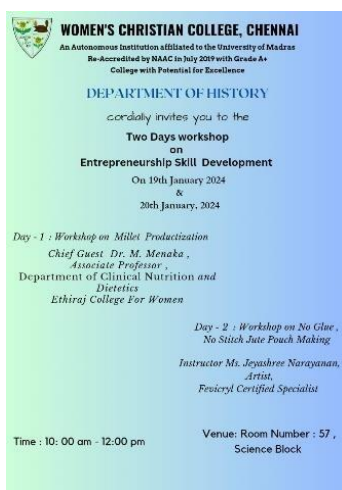 WOMEN'S CHRISTIAN COLLEGE, CHENNAI
An Autonomous Institution affiliated to the University of Madras
Re-Accredited by NAAC in July 2019 with Grade A+
College with Potential for Excellence
DEPARTMENT OF HISTORY
cordially invites you to the
Two Days workshop
on
Entrepreneurship Skill Development
On 19th January 2024
&
20th January, 2024
Day - 1 : Workshop on Millet Productization
Chief Guest Dr. M. Menaka ,
Associate Professor ,
Department of Clinical Nutrition and
Dietetics
Ethiraj College For Women
Day - 2 : Workshop on No Glue ,
No Stitch Jute Pouch Making
Instructor Ms. Jeyashree Narayanan,
Artist,
Fevicryl Certified Specialist
Time : 10: 00 am - 12:00 pm
Venue: Room Number : 57 ,
Science Block